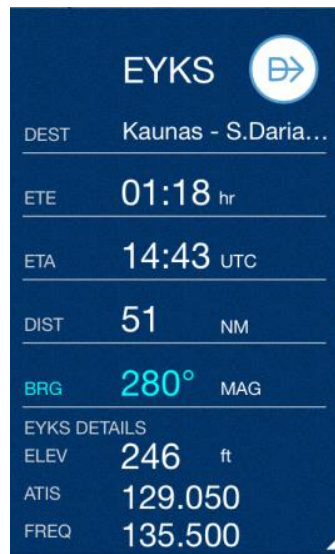 EYKS
DEST Kaunas - S.Daria...
ETE 01:18 hr
ETA 14:43 UTC
DIST 51 NM
BRG 280° MAG
EYKS DETAILS
ELEV 246 ft
ATIS 129.050
FREQ 135.500